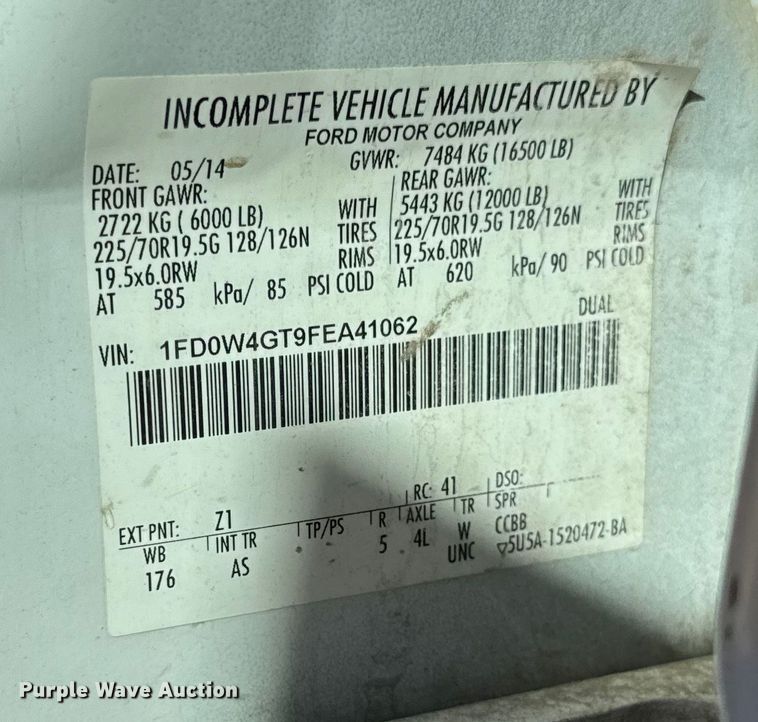 INCOMPLETE VEHICLE MANUFACTURED BY
FORD MOTOR COMPANY
DATE: 05/14 GVWR: 7484 KG (16500 LB)
FRONT GAWR: REAR GAWR:
2722 KG ( 6000 LB) WITH 5443 KG (12000 LB) WITH
225/70R19.5G 128/126N TIRES 225/70R19.5G 128/126N TIRES
19.5x6.0RW RIMS 19.5x6.0RW RIMS
AT 585 kPa/ 85 PSI COLD AT 620 kPa/ 90 PSI COLD
DUAL
VIN: 1FD0W4GT9FEA41062
EXT PNT: Z1 RC: 41 DSO:
WB INT TR TP/PS R AXLE TR SPR
176 AS 5 4L W CCBB
UNC ▽5U5A-1520472-BA
Purple Wave Auction